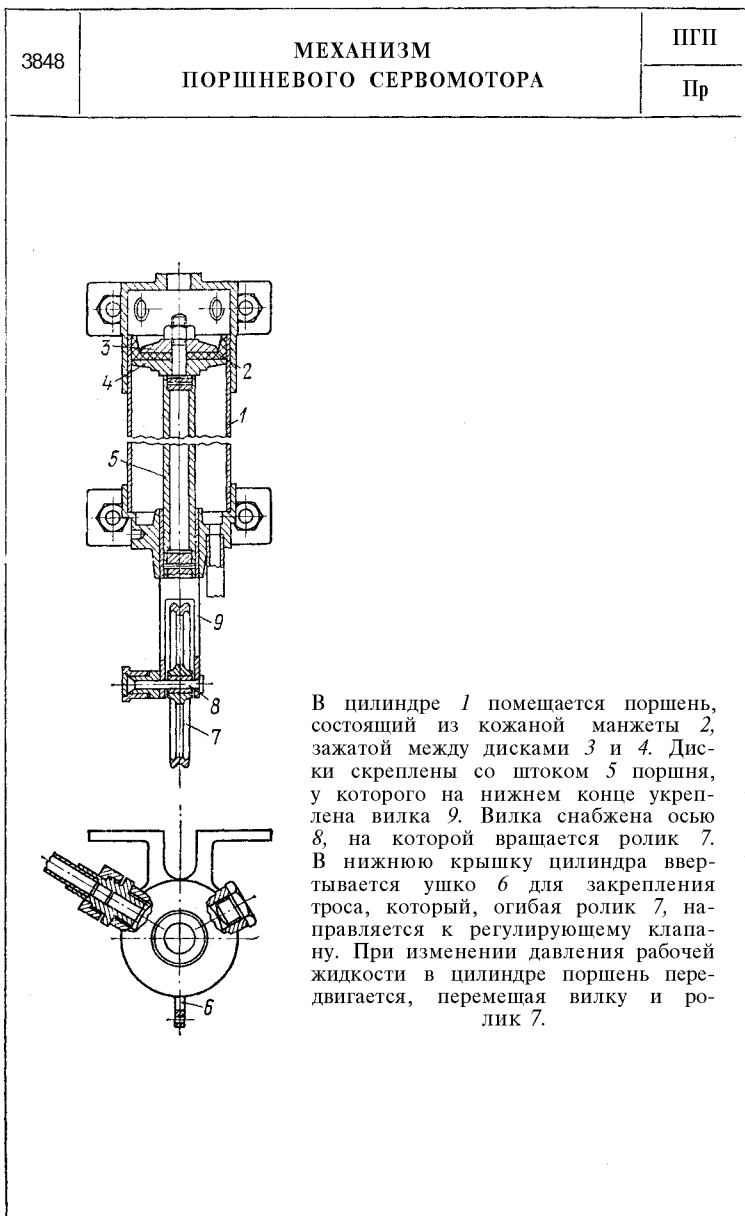 3848
МЕХАНИЗМ
ПОРШНЕВОГО СЕРВОМОТОРА
ПГП
Пр
3
4
2
1
5
9
8
7
6
В цилиндре 1 помещается поршень,
состоящий из кожаной манжеты 2,
зажатой между дисками 3 и 4. Дис-
ки скреплены со штоком 5 поршня,
у которого на нижнем конце укреп-
лена вилка 9. Вилка снабжена осью
8, на которой вращается ролик 7.
В нижнюю крышку цилиндра ввер-
тывается ушко 6 для закрепления
троса, который, огибая ролик 7, на-
правляется к регулирующему клапа-
ну. При изменении давления рабочей
жидкости в цилиндре поршень пере-
двигается, перемещая вилку и ро-
лик 7.